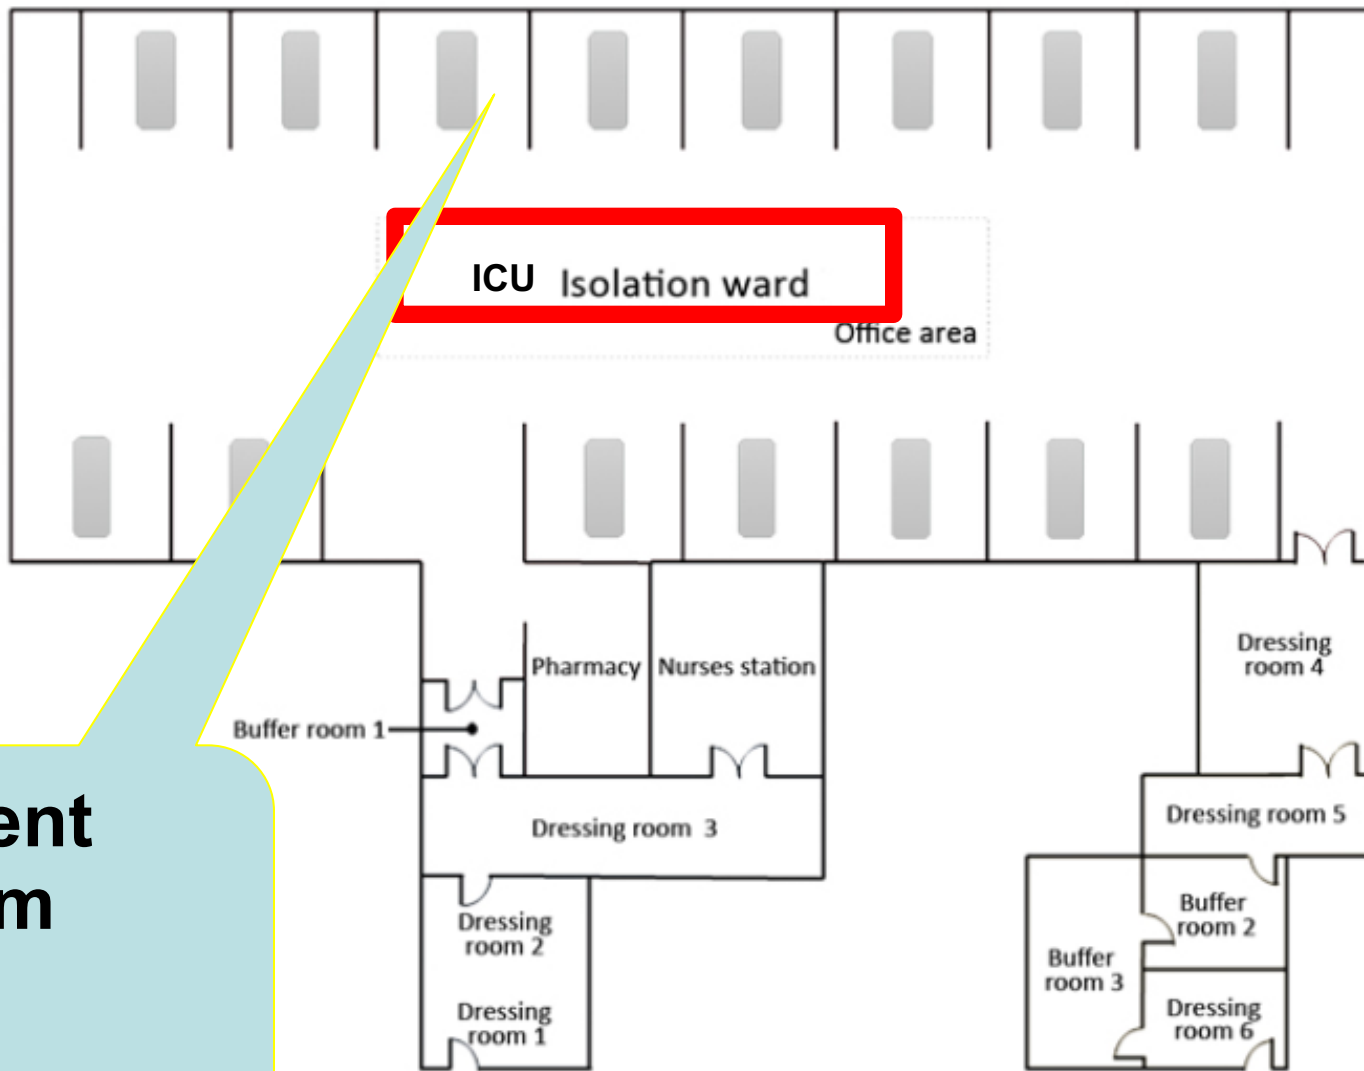 ICU Isolation ward
Office area
Pharmacy
Nurses station
Dressing
room 4
Buffer room 1
Dressing room 3
Dressing room 5
ent
m
Dressing
room 2
Buffer
room 2
Buffer
room 3
Dressing
room 1
Dressing
room 6